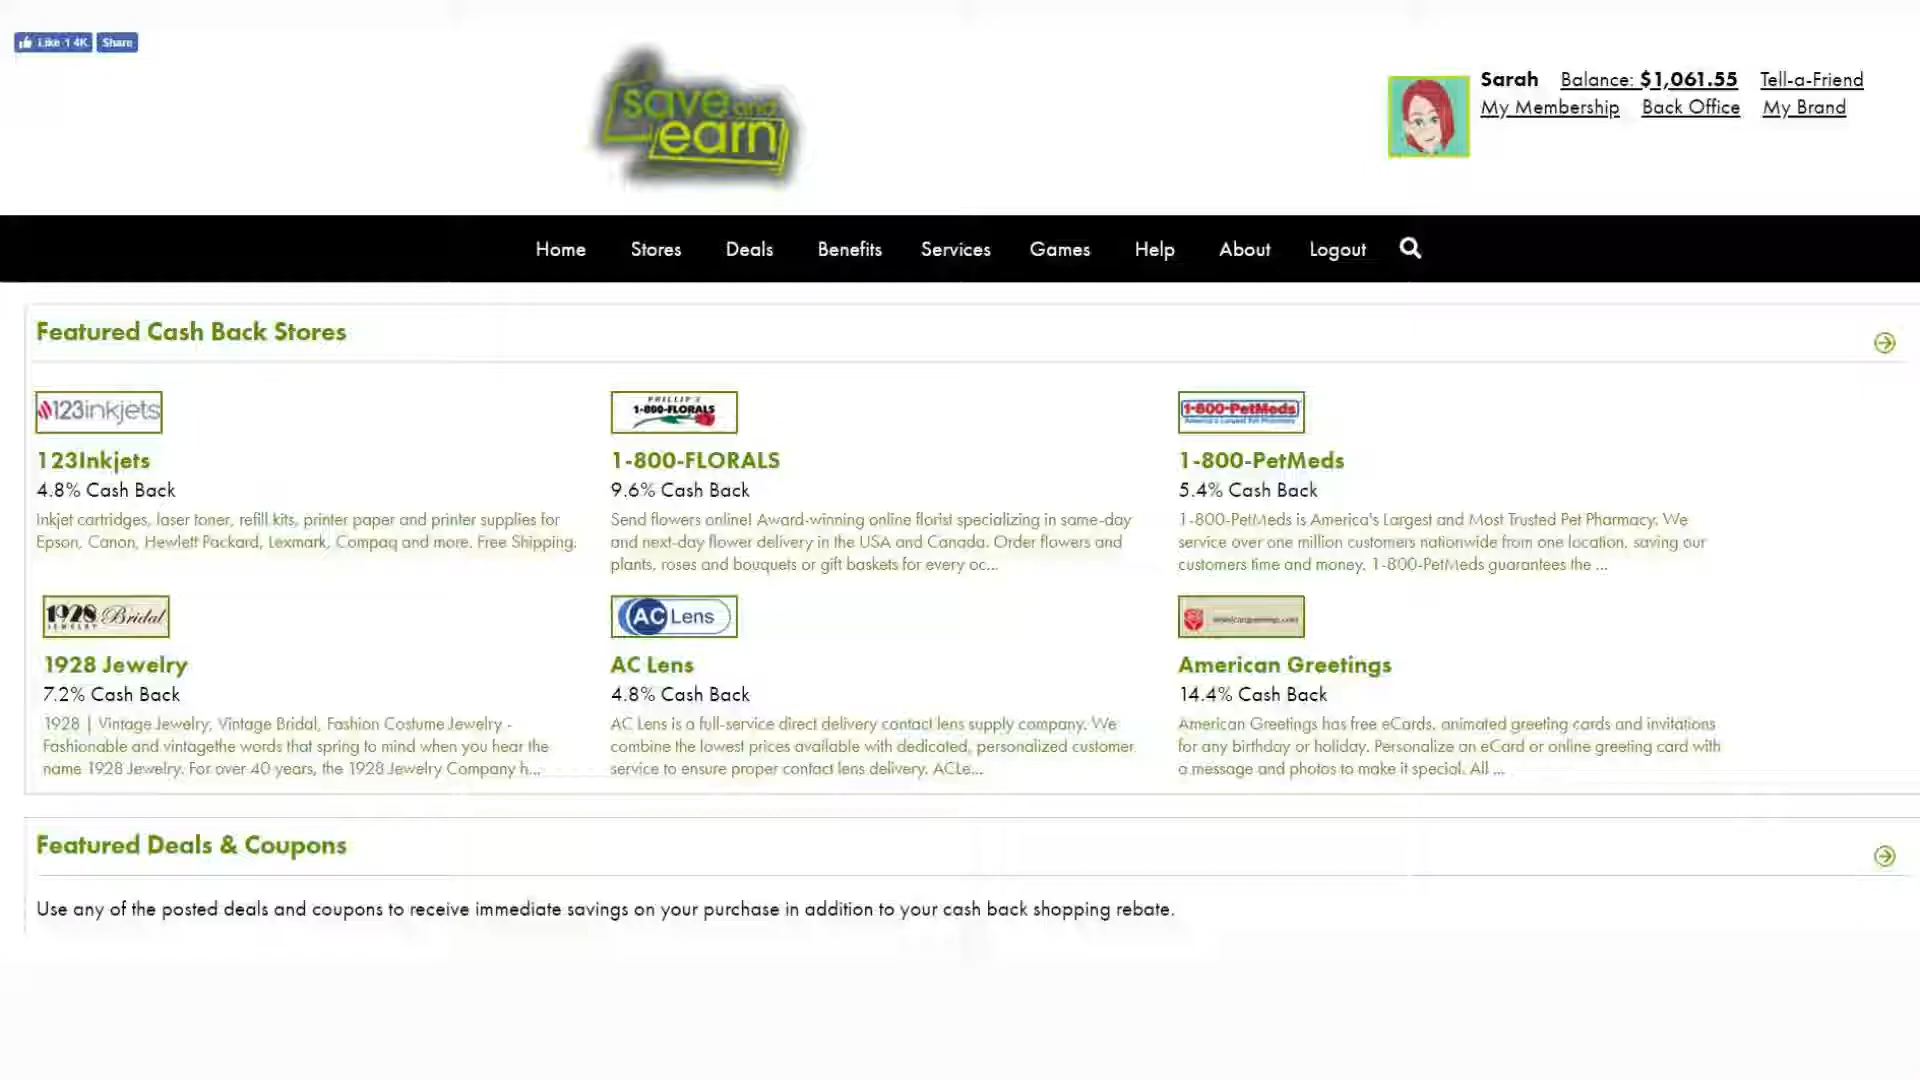 Like 1.4K Share
save and
earn
Sarah Balance: $1,061.55 Tell-a-Friend
My Membership Back Office My Brand
Home Stores Deals Benefits Services Games Help About Logout
Featured Cash Back Stores
123inkjets
PHILLIP'S
1-800-FLORALS
1-800-PetMeds
America's Largest Pet Pharmacy
123Inkjets
4.8% Cash Back
Inkjet cartridges, laser toner, refill kits, printer paper and printer supplies for
Epson, Canon, Hewlett Packard, Lexmark, Compaq and more. Free Shipping.
1-800-FLORALS
9.6% Cash Back
Send flowers online! Award-winning online florist specializing in same-day
and next-day flower delivery in the USA and Canada. Order flowers and
plants, roses and bouquets or gift baskets for every oc...
1-800-PetMeds
5.4% Cash Back
1-800-PetMeds is America's Largest and Most Trusted Pet Pharmacy. We
service over one million customers nationwide from one location, saving our
customers time and money. 1-800-PetMeds guarantees the ...
1928 Bridal
JEWELRY
AC Lens
americangreetings.com
1928 Jewelry
7.2% Cash Back
1928 | Vintage Jewelry, Vintage Bridal, Fashion Costume Jewelry -
Fashionable and vintagethe words that spring to mind when you hear the
name 1928 Jewelry. For over 40 years, the 1928 Jewelry Company h...
AC Lens
4.8% Cash Back
AC Lens is a full-service direct delivery contact lens supply company. We
combine the lowest prices available with dedicated, personalized customer
service to ensure proper contact lens delivery. ACLe...
American Greetings
14.4% Cash Back
American Greetings has free eCards, animated greeting cards and invitations
for any birthday or holiday. Personalize an eCard or online greeting card with
a message and photos to make it special. All ...
Featured Deals & Coupons
Use any of the posted deals and coupons to receive immediate savings on your purchase in addition to your cash back shopping rebate.